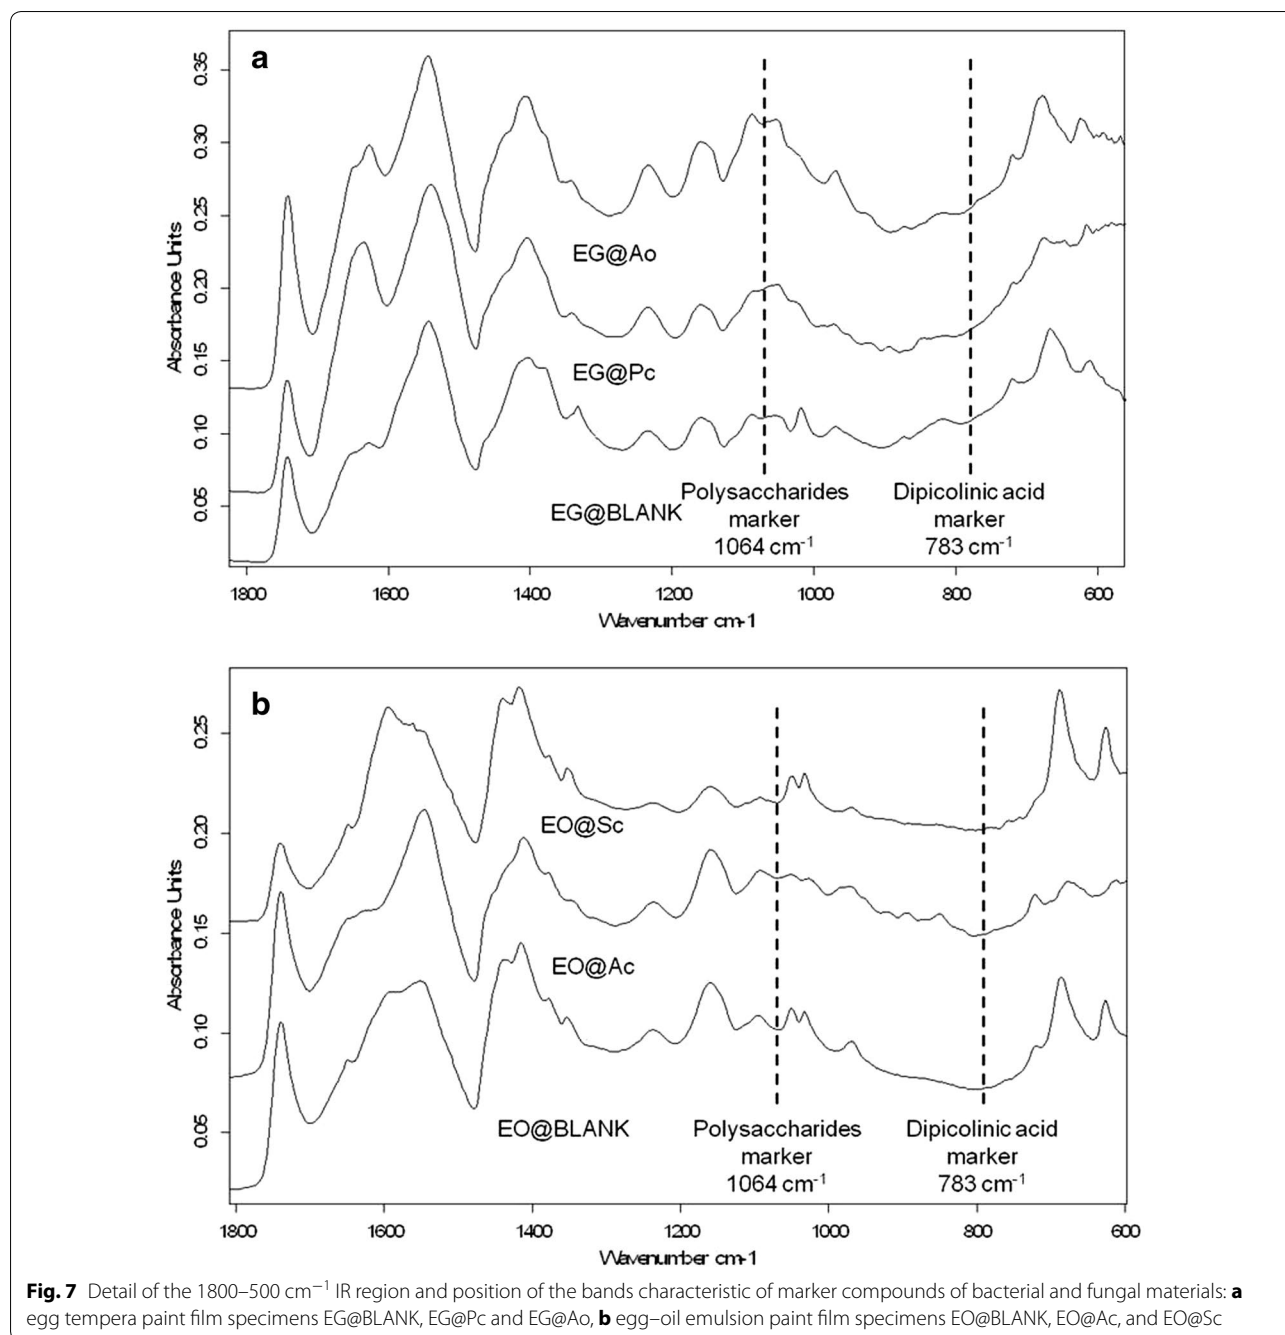 a
0.35
0.30
0.25
0.20
0.15
0.10
0.05
Absorbance Units
EG@Ao
EG@Pc
EG@BLANK
Polysaccharides
marker
1064 cm⁻¹
Dipicolinic acid
marker
783 cm⁻¹
1800 1600 1400 1200 1000 800 600
Wavenumber cm-1
b
0.25
0.20
0.15
0.10
0.05
Absorbance Units
EO@Sc
EO@Ac
EO@BLANK
Polysaccharides
marker
1064 cm⁻¹
Dipicolinic acid
marker
783 cm⁻¹
1800 1600 1400 1200 1000 800 600
Wavenumber cm-1
Fig. 7 Detail of the 1800–500 cm⁻¹ IR region and position of the bands characteristic of marker compounds of bacterial and fungal materials: a
egg tempera paint film specimens EG@BLANK, EG@Pc and EG@Ao, b egg–oil emulsion paint film specimens EO@BLANK, EO@Ac, and EO@Sc